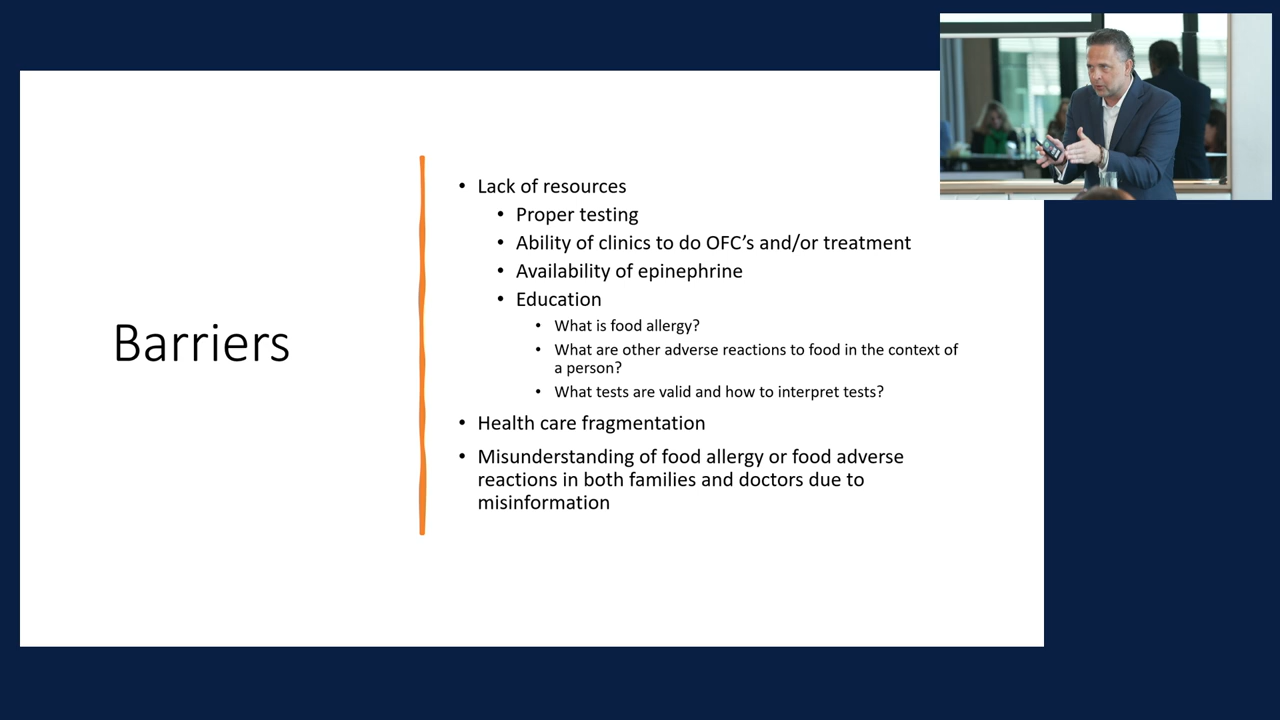 Barriers
• Lack of resources
• Proper testing
• Ability of clinics to do OFC’s and/or treatment
• Availability of epinephrine
• Education
• What is food allergy?
• What are other adverse reactions to food in the context of
a person?
• What tests are valid and how to interpret tests?
• Health care fragmentation
• Misunderstanding of food allergy or food adverse
reactions in both families and doctors due to
misinformation